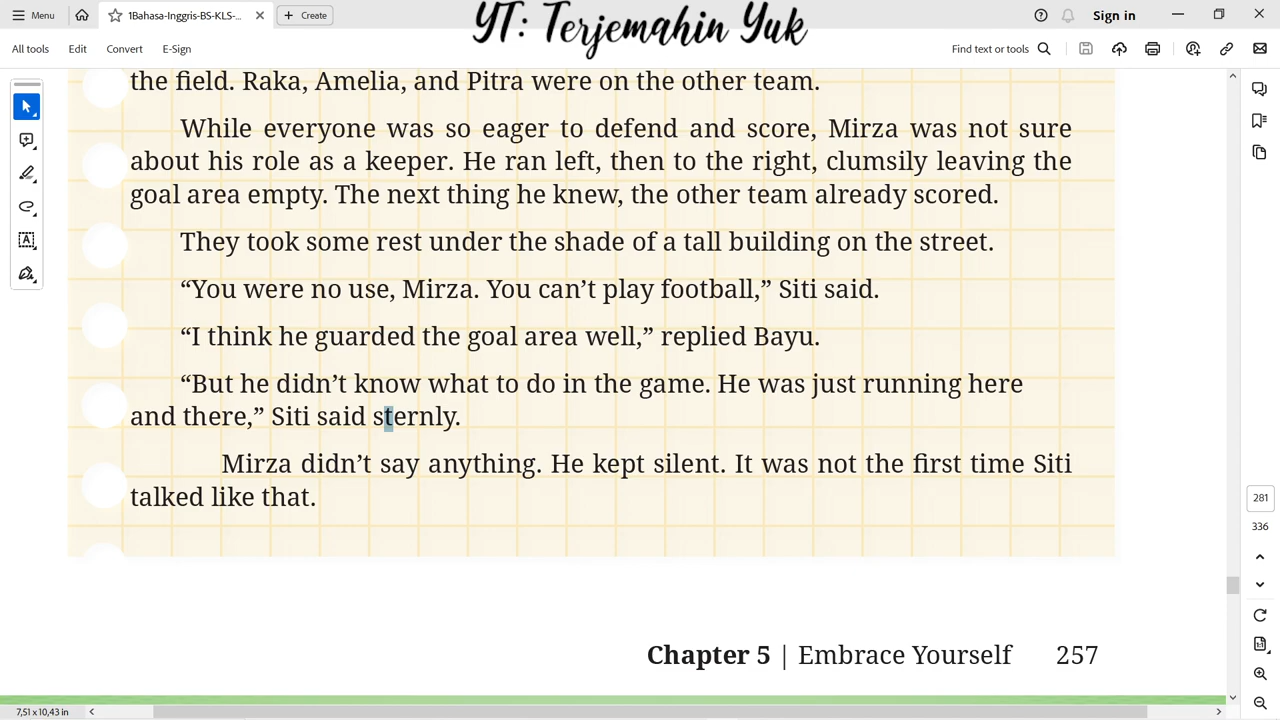 Menu
1Bahasa-Inggris-BS-KLS-...
Create
YT: Terjemahin Yuk
Sign in
All tools
Edit
Convert
E-Sign
Find text or tools
the field. Raka, Amelia, and Pitra were on the other team.
While everyone was so eager to defend and score, Mirza was not sure
about his role as a keeper. He ran left, then to the right, clumsily leaving the
goal area empty. The next thing he knew, the other team already scored.
They took some rest under the shade of a tall building on the street.
“You were no use, Mirza. You can’t play football,” Siti said.
“I think he guarded the goal area well,” replied Bayu.
“But he didn’t know what to do in the game. He was just running here
and there,” Siti said sternly.
Mirza didn’t say anything. He kept silent. It was not the first time Siti
talked like that.
281
336
Chapter 5 | Embrace Yourself 257
7,51 x 10,43 in